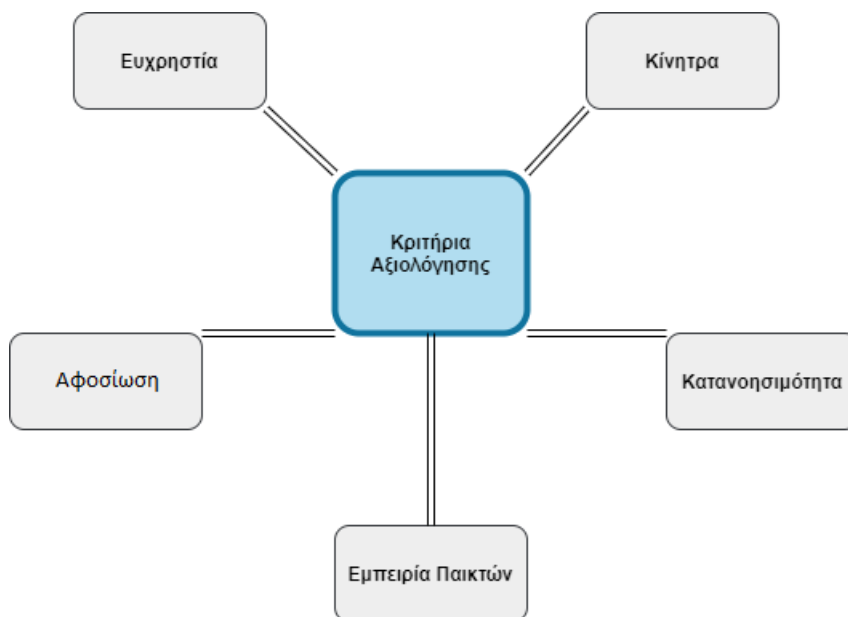 Ευχρηστία
Κίνητρα
Κριτήρια
Αξιολόγησης
Αφοσίωση
Κατανοησιμότητα
Εμπειρία Παικτών